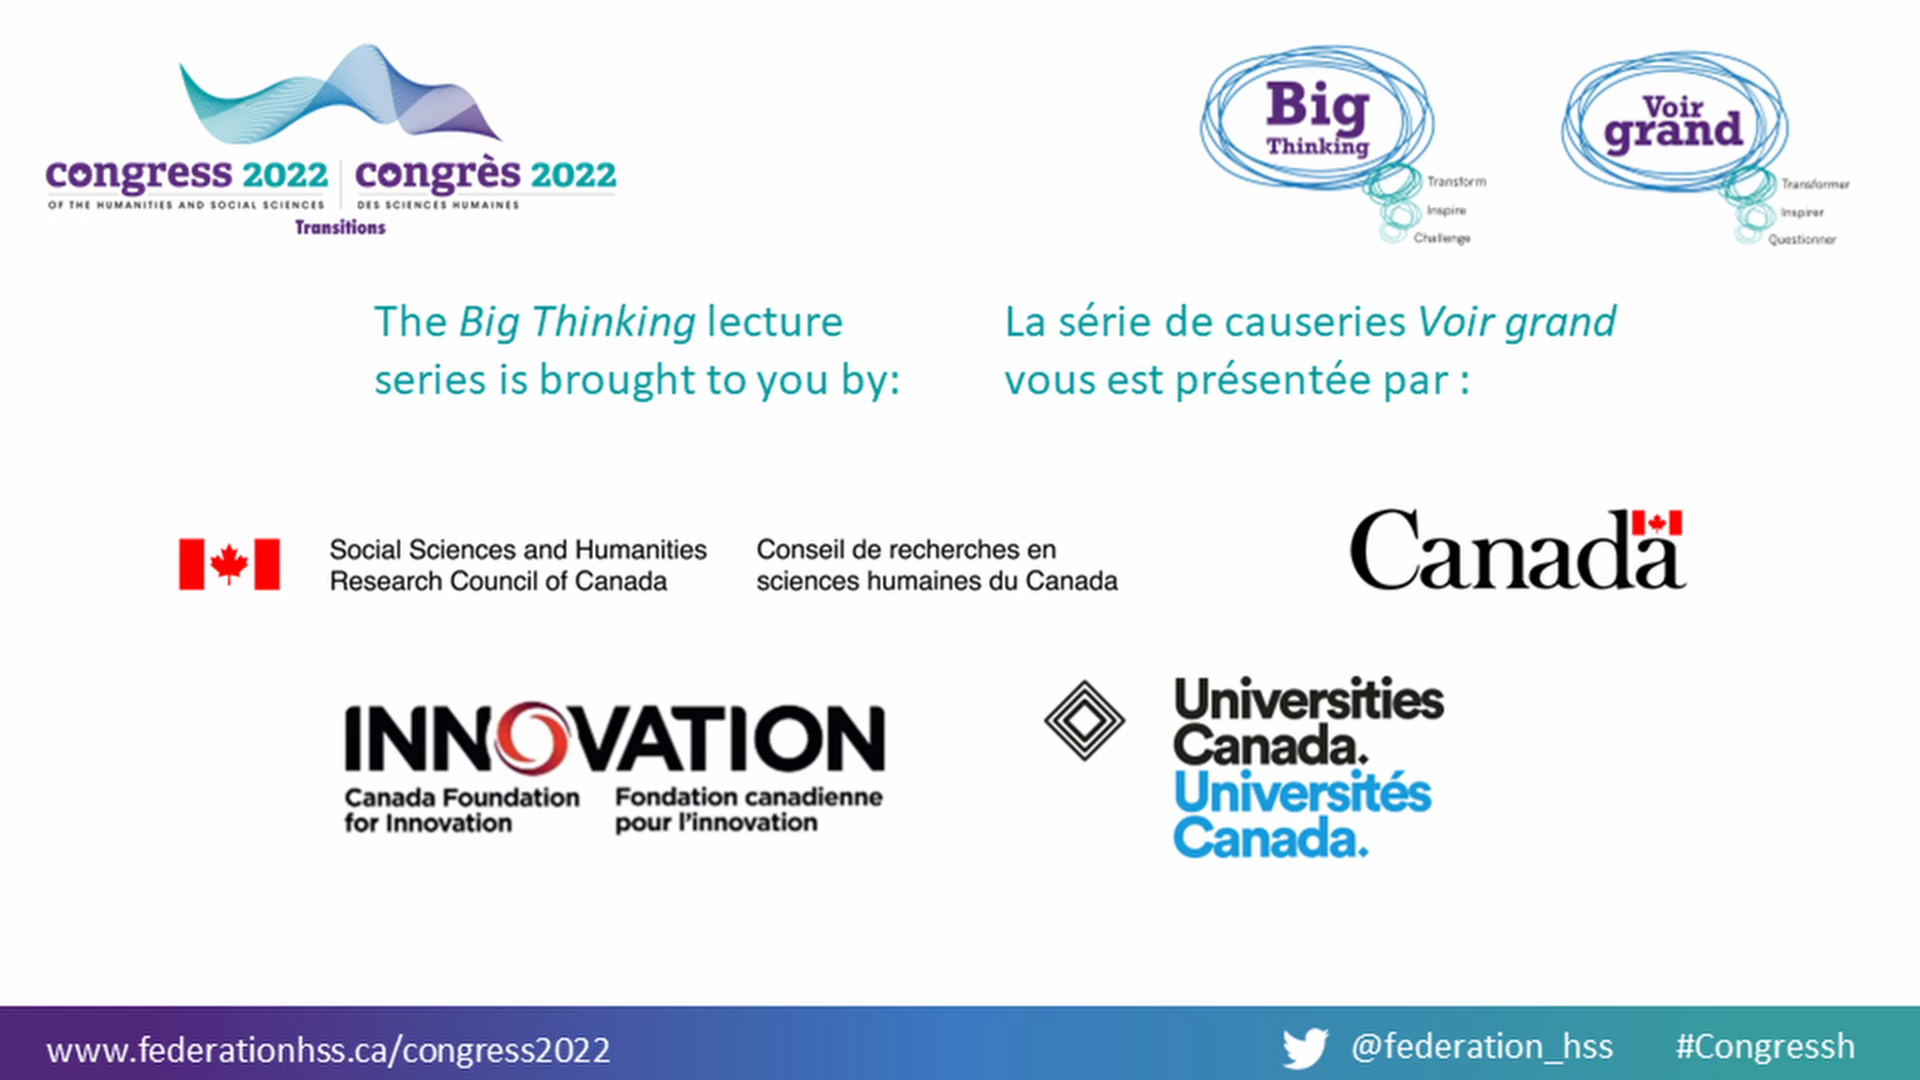 congress 2022
OF THE HUMANITIES AND SOCIAL SCIENCES
congrès 2022
DES SCIENCES HUMAINES
Transitions
Big
Thinking
Transform
Inspire
Challenge
Voir
grand
Transformer
Inspirer
Questionner
The Big Thinking lecture
series is brought to you by:
La série de causeries Voir grand
vous est présentée par :
Social Sciences and Humanities
Research Council of Canada
Conseil de recherches en
sciences humaines du Canada
Canada
INNOVATION
Canada Foundation
for Innovation
Fondation canadienne
pour l'innovation
Universities
Canada.
Universités
Canada.
www.federationhss.ca/congress2022
@federation_hss
#Congressh